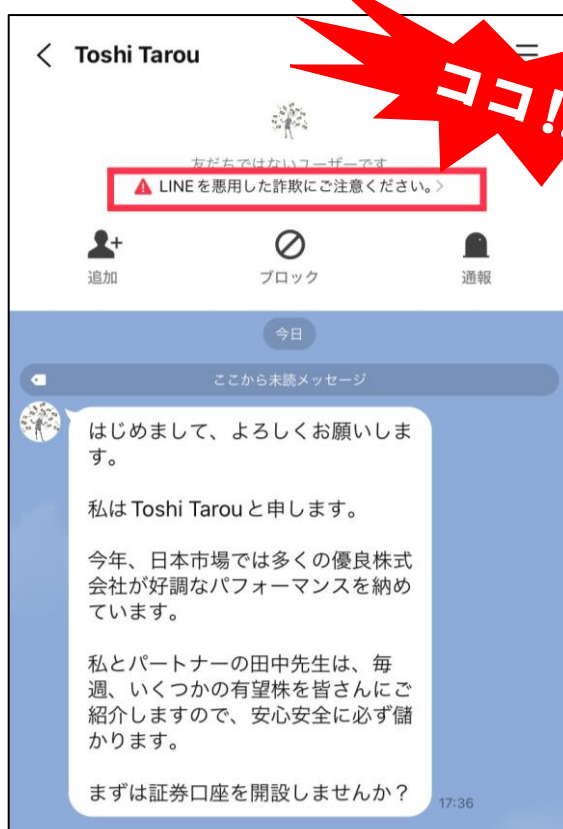 Toshi Tarou
ココ!!
友だちではないユーザーです
LINEを悪用した詐欺にご注意ください。
追加
ブロック
通報
今日
ここから未読メッセージ
はじめまして、よろしくお願いしま
す。
私はToshi Tarouと申します。
今年、日本市場では多くの優良株式
会社が好調なパフォーマンスを納め
ています。
私とパートナーの田中先生は、毎
週、いくつかの有望株を皆さんにご
紹介しますので、安心安全に必ず儲
かります。
まずは証券口座を開設しませんか?
17:36